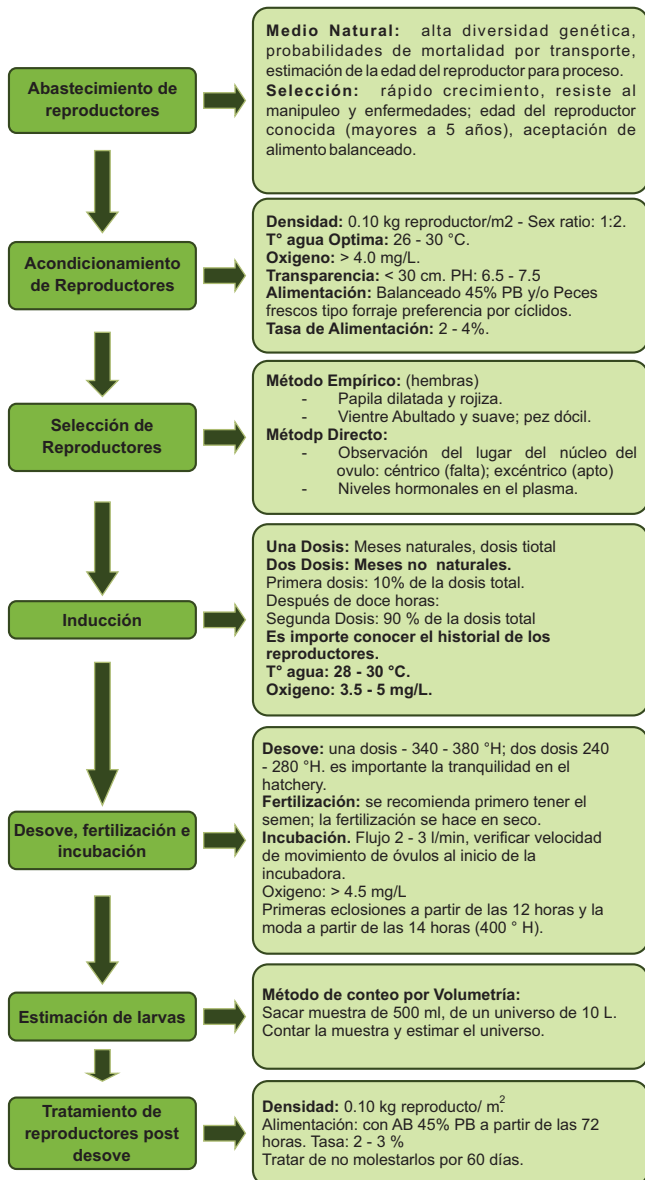 Abastecimiento de
reproductores
Medio Natural: alta diversidad genética,
probabilidades de mortalidad por transporte,
estimación de la edad del reproductor para proceso.
Selección: rápido crecimiento, resiste al
manipuleo y enfermedades; edad del reproductor
conocida (mayores a 5 años), aceptación de
alimento balanceado.
Acondicionamiento
de Reproductores
Densidad: 0.10 kg reproductor/m2 - Sex ratio: 1:2.
T° agua Optima: 26 - 30 °C.
Oxigeno: > 4.0 mg/L.
Transparencia: < 30 cm. PH: 6.5 - 7.5
Alimentación: Balanceado 45% PB y/o Peces
frescos tipo forraje preferencia por cíclidos.
Tasa de Alimentación: 2 - 4%.
Selección de
Reproductores
Método Empírico: (hembras)
- Papila dilatada y rojiza.
- Vientre Abultado y suave; pez dócil.
Métodp Directo:
- Observación del lugar del núcleo del
ovulo: céntrico (falta); excéntrico (apto)
- Niveles hormonales en el plasma.
Inducción
Una Dosis: Meses naturales, dosis tiotal
Dos Dosis: Meses no naturales.
Primera dosis: 10% de la dosis total.
Después de doce horas:
Segunda Dosis: 90 % de la dosis total
Es importe conocer el historial de los
reproductores.
T° agua: 28 - 30 °C.
Oxigeno: 3.5 - 5 mg/L.
Desove, fertilización e
incubación
Desove: una dosis - 340 - 380 °H; dos dosis 240
- 280 °H. es importante la tranquilidad en el
hatchery.
Fertilización: se recomienda primero tener el
semen; la fertilización se hace en seco.
Incubación. Flujo 2 - 3 l/min, verificar velocidad
de movimiento de óvulos al inicio de la
incubadora.
Oxigeno: > 4.5 mg/L
Primeras eclosiones a partir de las 12 horas y la
moda a partir de las 14 horas (400 ° H).
Estimación de larvas
Método de conteo por Volumetría:
Sacar muestra de 500 ml, de un universo de 10 L.
Contar la muestra y estimar el universo.
Tratamiento de
reproductores post
desove
Densidad: 0.10 kg reproducto/ m.²
Alimentación: con AB 45% PB a partir de las 72
horas. Tasa: 2 - 3 %
Tratar de no molestarlos por 60 días.